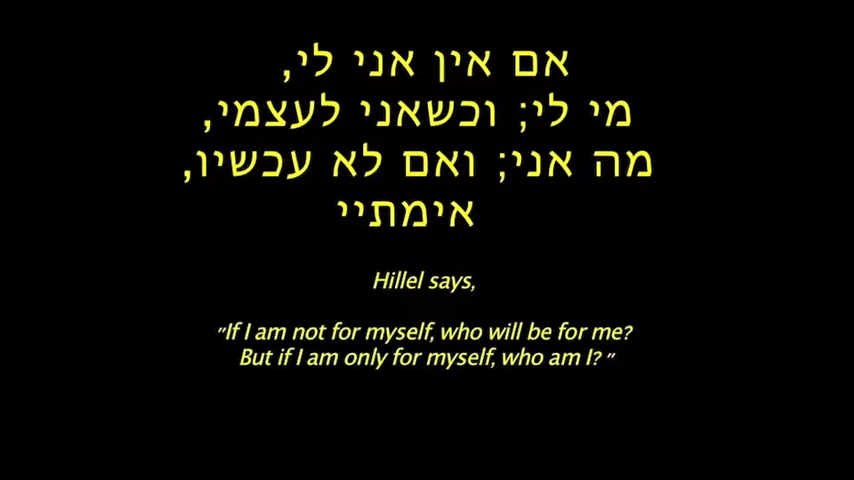 אם אין אני לי,
מי לי; וכשאני לעצמי,
מה אני; ואם לא עכשיו,
אימתיי
Hillel says,
"If I am not for myself, who will be for me?
But if I am only for myself, who am I? "